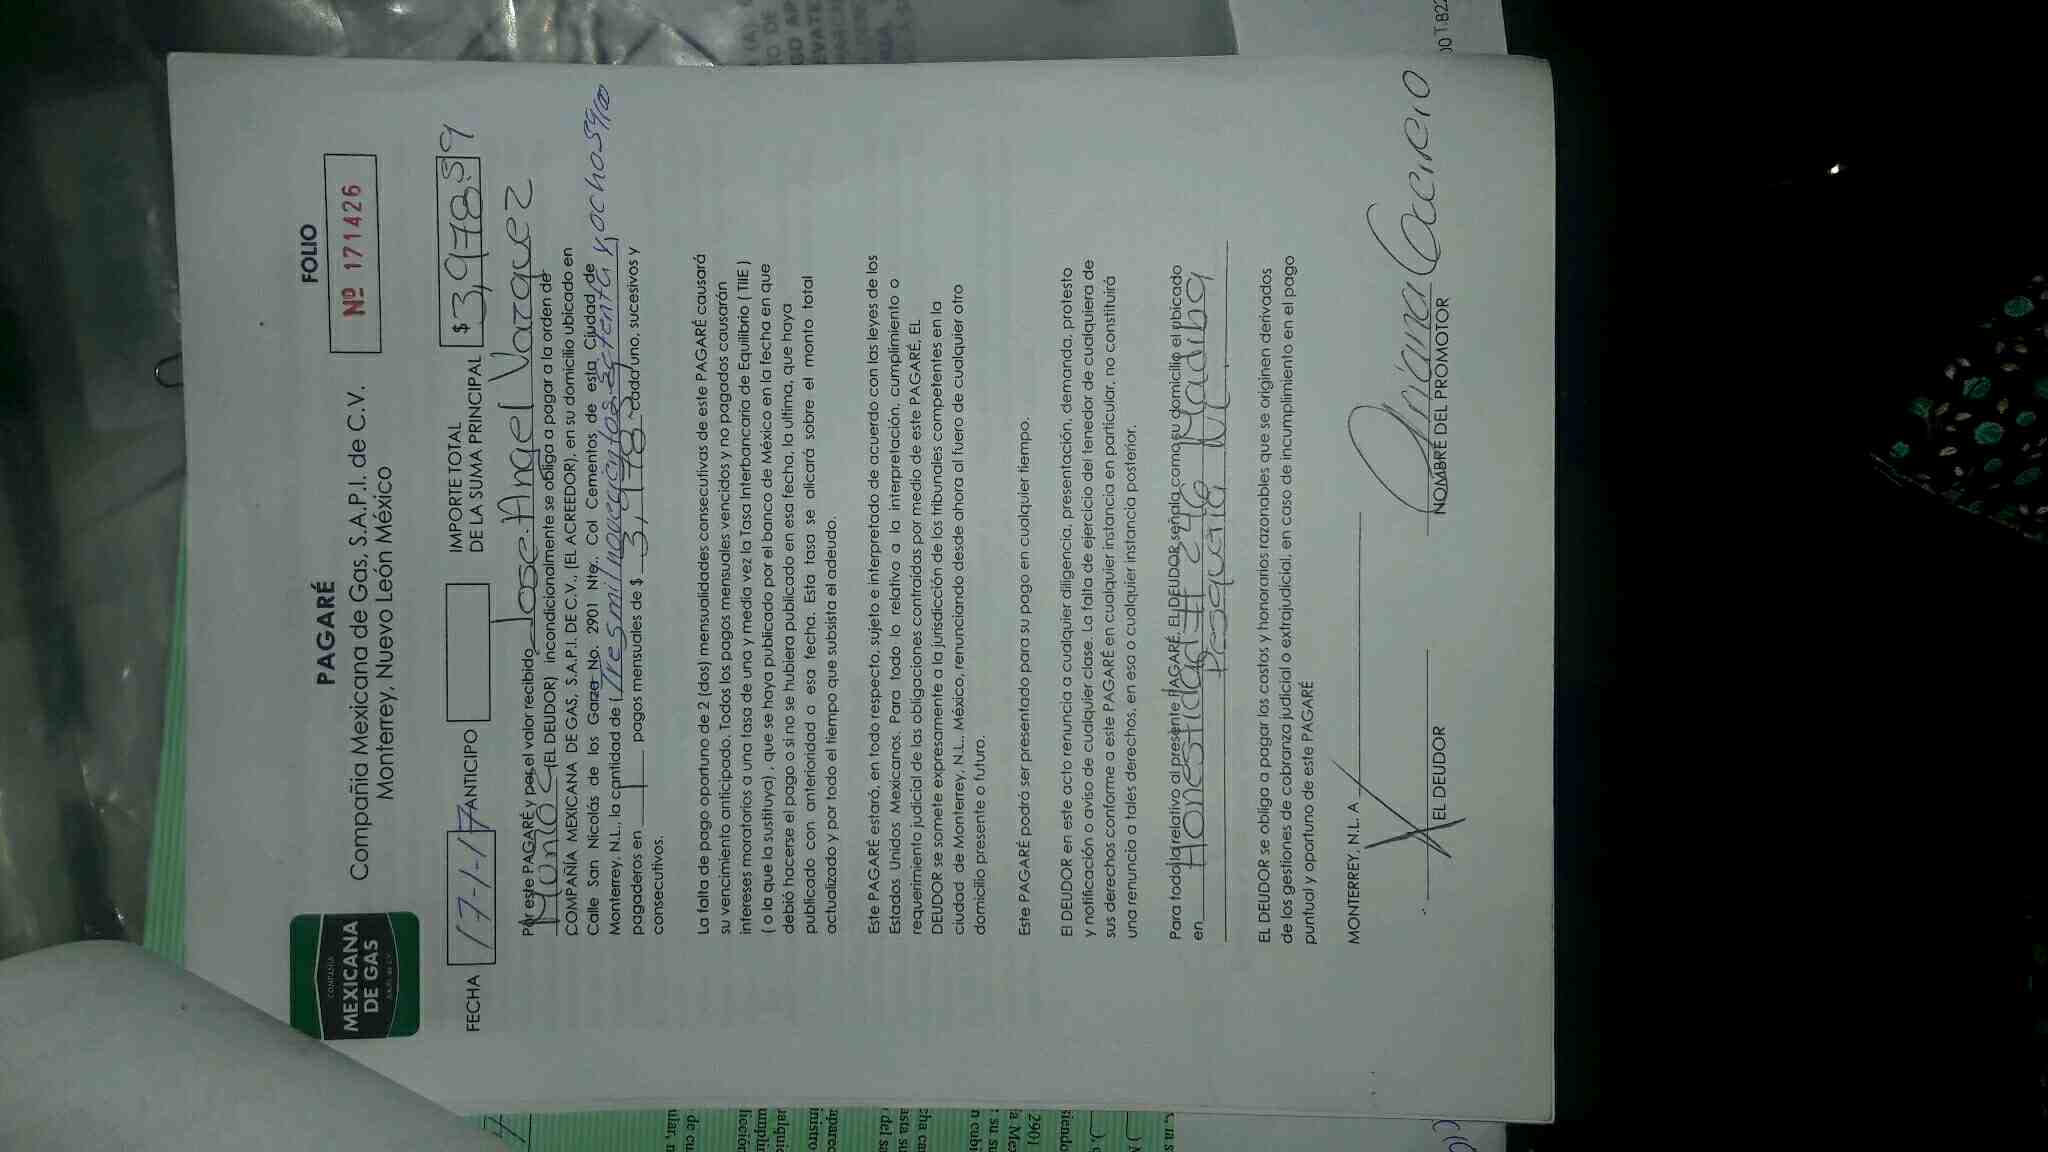 COMPAÑÍA
MEXICANA
DE GAS
PAGARÉ
Compañía Mexicana de Gas, S.A.P.I. de C.V.
Monterrey, Nuevo León México
FOLIO
Nº 171426
FECHA 17-1-17 ANTICIPO
IMPORTE TOTAL
DE LA SUMA PRINCIPAL $ 3,978.59
Por este PAGARÉ y por el valor recibido Jose Angel Vazquez
(EL DEUDOR) incondicionalmente se obliga a pagar a la orden de
COMPAÑÍA MEXICANA DE GAS, S.A.P.I. DE C.V., (EL ACREEDOR), en su domicilio ubicado en
Calle San Nicolás de los Garza No. 2901 Nte., Col Cementos de esta Ciudad de
Monterrey, N.L., la cantidad de (Tres mil novecientos setenta y ocho 59/100
pagaderos en 1 pagos mensuales de $ 3,978.5 cada uno, sucesivos y
consecutivos.
La falta de pago oportuno de 2 (dos) mensualidades consecutivas de este PAGARÉ causará
su vencimiento anticipado. Todos los pagos mensuales vencidos y no pagados causarán
intereses moratorios a una tasa de una y media vez la Tasa Interbancaria de Equilibrio ( TIIE )
( o la que la sustituya) , que se haya publicado por el banco de México en la fecha en que
debió hacerse el pago o si no se hubiera publicado en esa fecha, la ultima, que haya
publicado con anterioridad a esa fecha. Esta tasa se alicará sobre el monto total
actualizado y por todo el tiempo que subsista el adeudo.
Este PAGARÉ estará, en todo respecto, sujeto e interpretado de acuerdo con las leyes de los
Estados Unidos Mexicanos. Para todo lo relativo a la interpretación, cumplimiento o
requerimiento judicial de las obligaciones contraídas por medio de este PAGARÉ, EL
DEUDOR se somete expresamente a la jurisdicción de los tribunales competentes en la
ciudad de Monterrey, N.L., México, renunciando desde ahora al fuero de cualquier otro
domicilio presente o futuro.
Este PAGARÉ podrá ser presentado para su pago en cualquier tiempo.
El DEUDOR en este acto renuncia a cualquier diligencia, presentación, demanda, protesto
y notificación o aviso de cualquier clase. La falta de ejercicio del tenedor de cualquiera de
sus derechos conforme a este PAGARÉ en cualquier instancia en particular, no constituirá
una renuncia a tales derechos, en esa o cualquier instancia posterior.
Para todo lo relativo al presente PAGARÉ, EL DEUDOR señala como su domicilio el ubicado
en Honestidad # 246 Madiba
Pesquería N.L.
EL DEUDOR se obliga a pagar los costos y honorarios razonables que se originen derivados
de los gestiones de cobranza judicial o extrajudicial, en caso de incumplimiento en el pago
puntual y oportuno de este PAGARÉ
MONTERREY, N.L. A
X
EL DEUDOR
NOMBRE DEL PROMOTOR